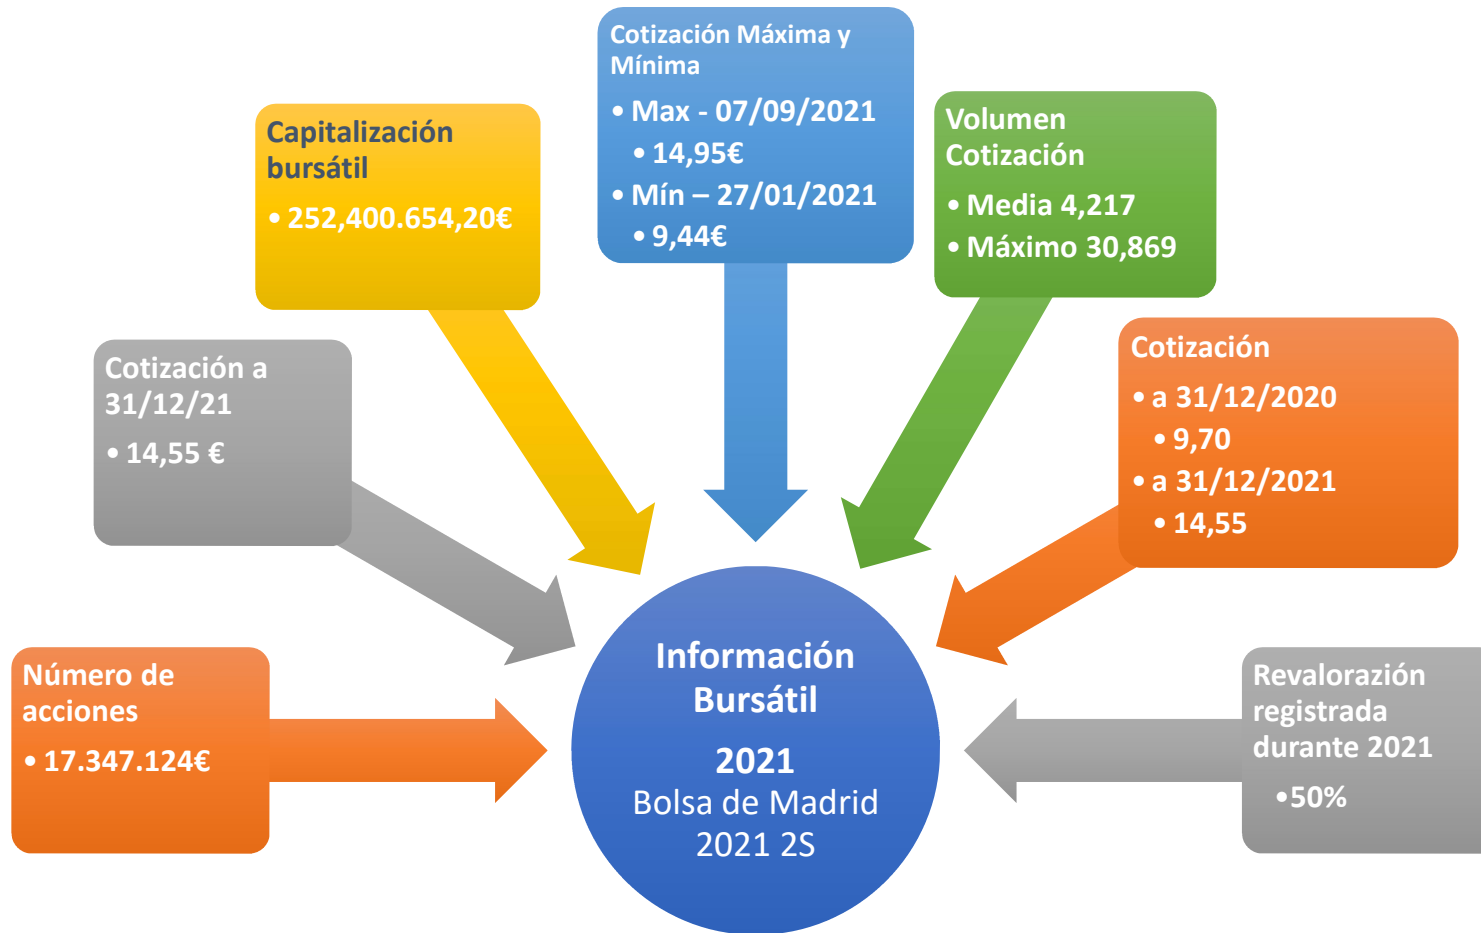 Cotización Máxima y
Mínima
• Max - 07/09/2021
• 14,95€
• Mín – 27/01/2021
• 9,44€
Capitalización
bursátil
• 252,400.654,20€
Volumen
Cotización
• Media 4,217
• Máximo 30,869
Cotización a
31/12/21
• 14,55 €
Cotización
• a 31/12/2020
• 9,70
• a 31/12/2021
• 14,55
Número de
acciones
• 17.347.124€
Información
Bursátil
2021
Bolsa de Madrid
2021 2S
Revalorazión
registrada
durante 2021
•50%